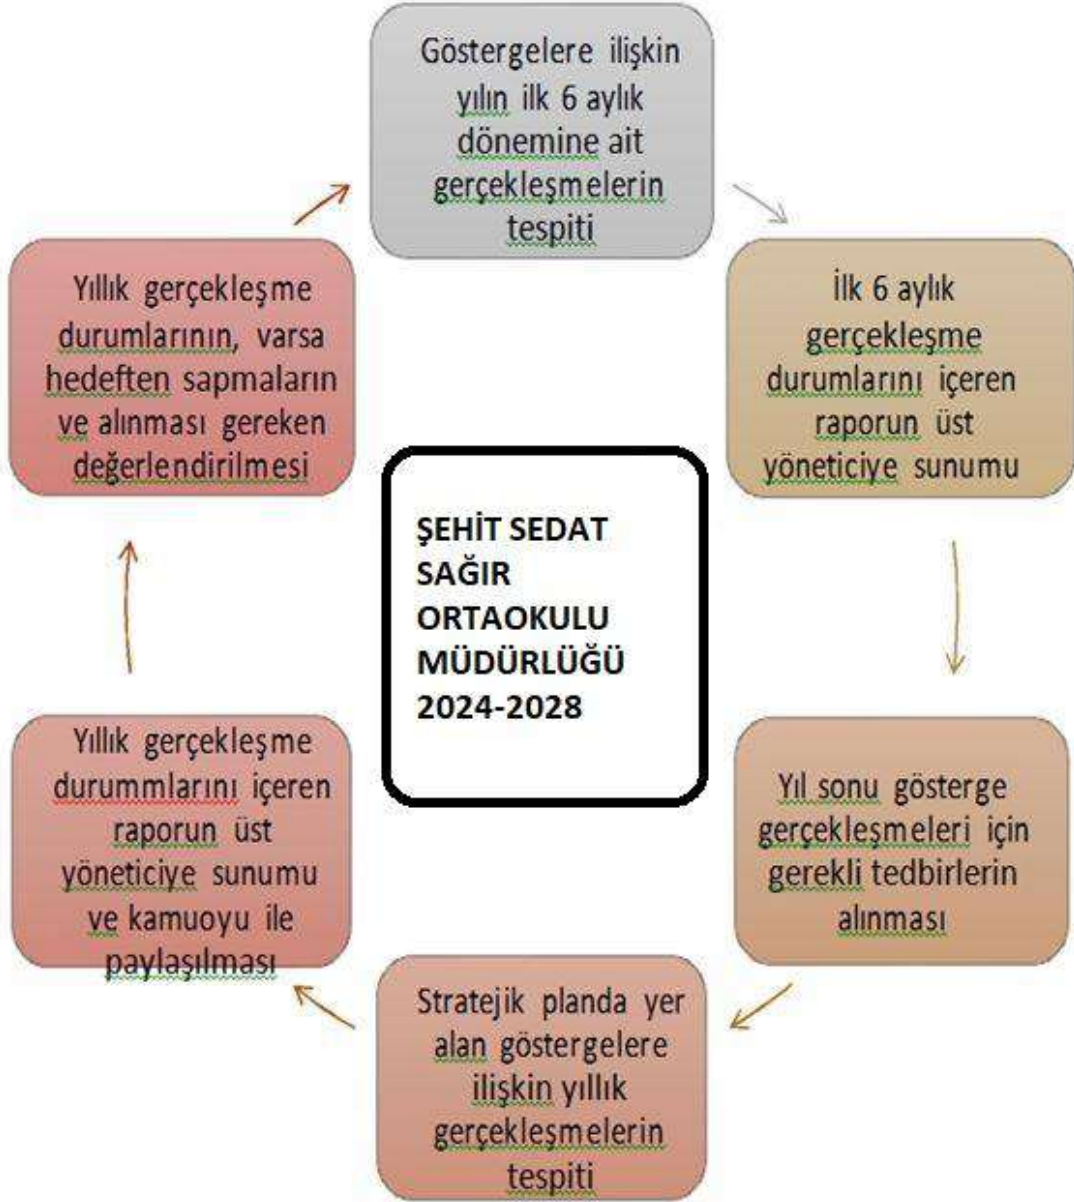 Göstergelere ilişkin
yılın ilk 6 aylık
dönemine ait
gerçekleşmelerin
tespiti
İlk 6 aylık
gerçekleşme
durumlarını içeren
raporun üst
yöneticiye sunumu
Yıl sonu gösterge
gerçekleşmeleri için
gerekli tedbirlerin
alınması
Stratejik planda yer
alan göstergelere
ilişkin yıllık
gerçekleşmelerin
tespiti
Yıllık gerçekleşme
durummlarını içeren
raporun üst
yöneticiye sunumu
ve kamuoyu ile
paylaşılması
Yıllık gerçekleşme
durumlarının, varsa
hedeften sapmaların
ve alınması gereken
değerlendirilmesi
ŞEHİT SEDAT
SAĞIR
ORTAOKULU
MÜDÜRLÜĞÜ
2024-2028